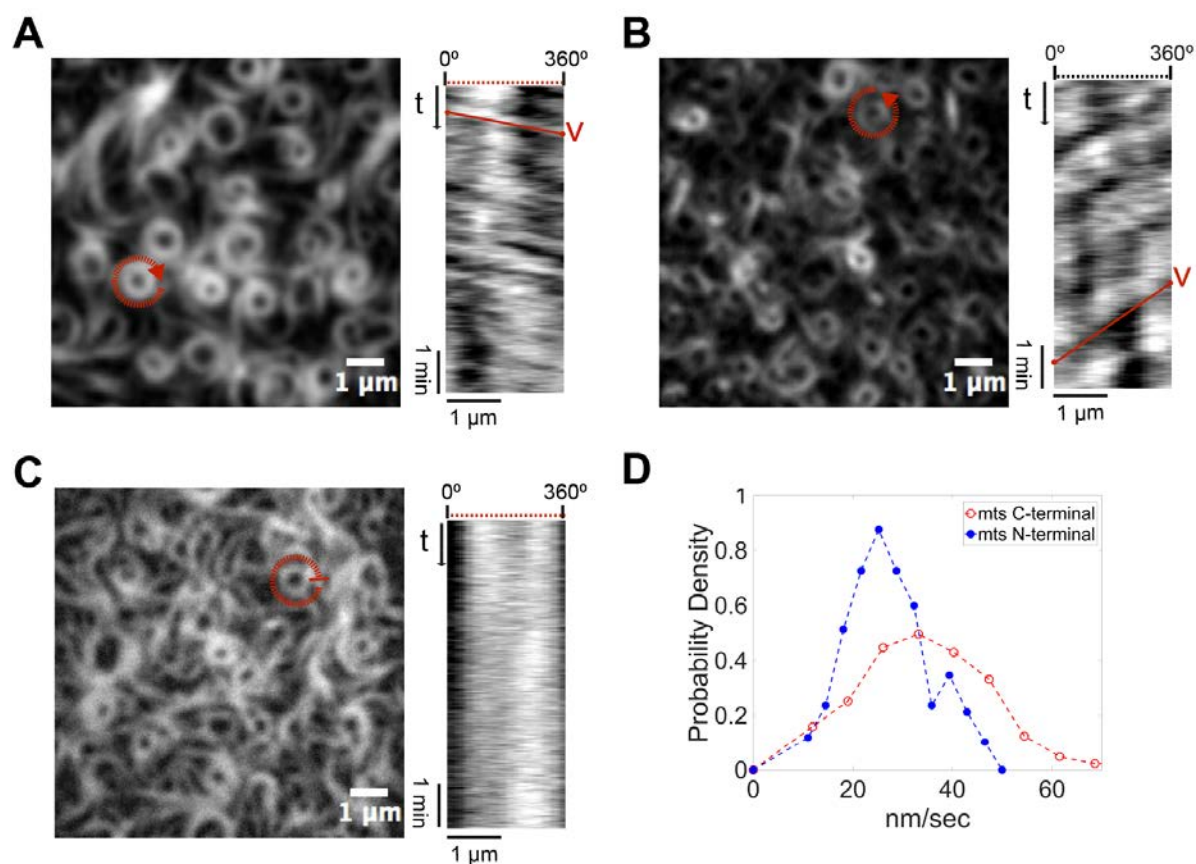 A
0º 360º
t
V
1 min
1 µm
1 µm
B
0º 360º
t
V
1 min
1 µm
1 µm
C
0º 360º
t
1 min
1 µm
1 µm
D
1
0.8
0.6
0.4
0.2
0
Probability Density
mts C-terminal
mts N-terminal
0 20 40 60
nm/sec